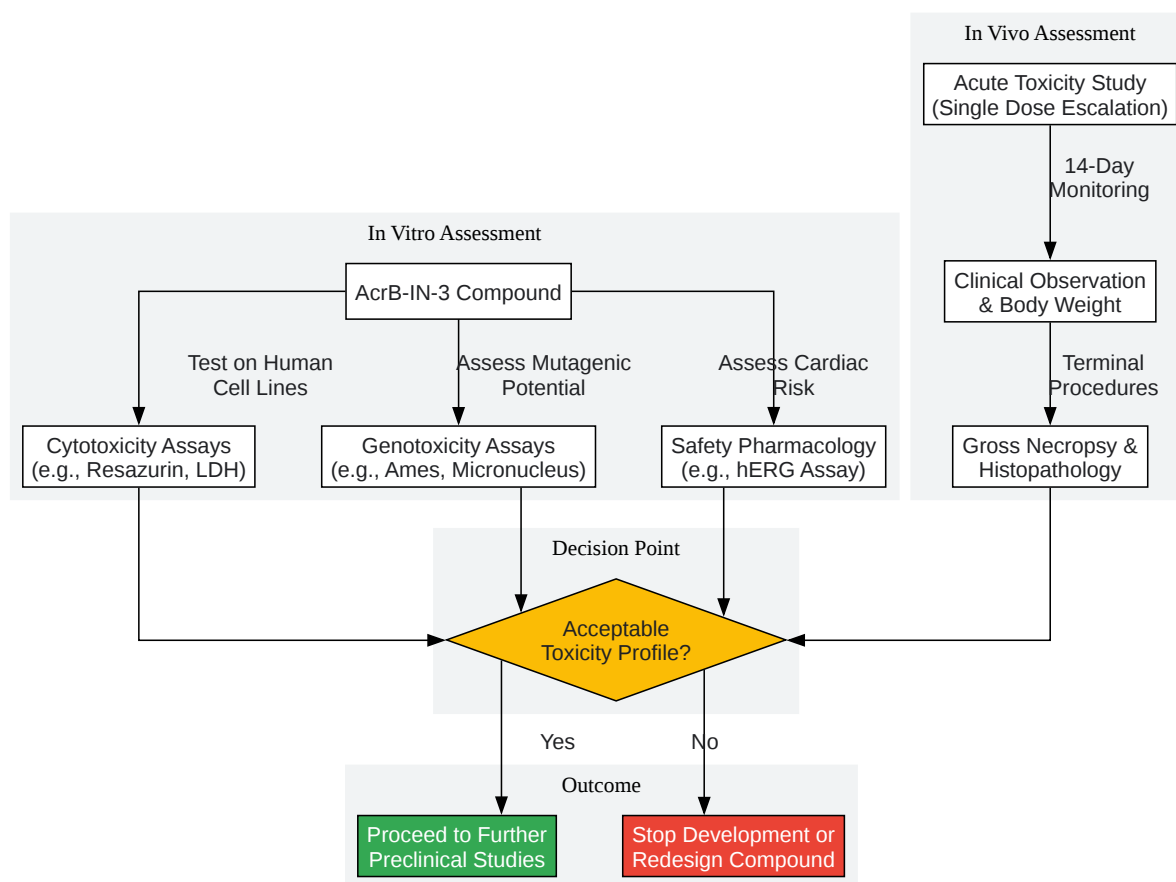 In Vivo Assessment
Acute Toxicity Study
(Single Dose Escalation)
14-Day
Monitoring
In Vitro Assessment
AcrB-IN-3 Compound
Clinical Observation
& Body Weight
Test on Human
Cell Lines
Assess Mutagenic
Potential
Assess Cardiac
Risk
Terminal
Procedures
Cytotoxicity Assays
(e.g., Resazurin, LDH)
Genotoxicity Assays
(e.g., Ames, Micronucleus)
Safety Pharmacology
(e.g., hERG Assay)
Gross Necropsy &
Histopathology
Decision Point
Acceptable
Toxicity Profile?
Yes
No
Outcome
Proceed to Further
Preclinical Studies
Stop Development or
Redesign Compound